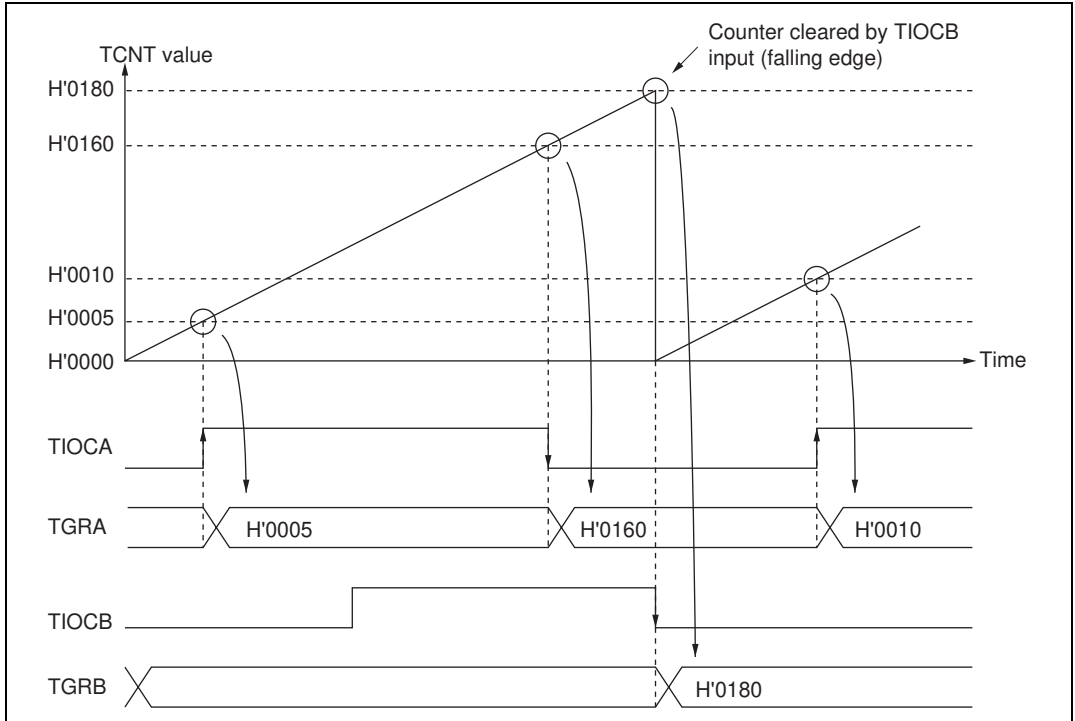 Counter cleared by TIOCB
input (falling edge)
TCNT value
H'0180
H'0160
H'0010
H'0005
H'0000
Time
TIOCA
TGRA
H'0005
H'0160
H'0010
TIOCB
TGRB
H'0180